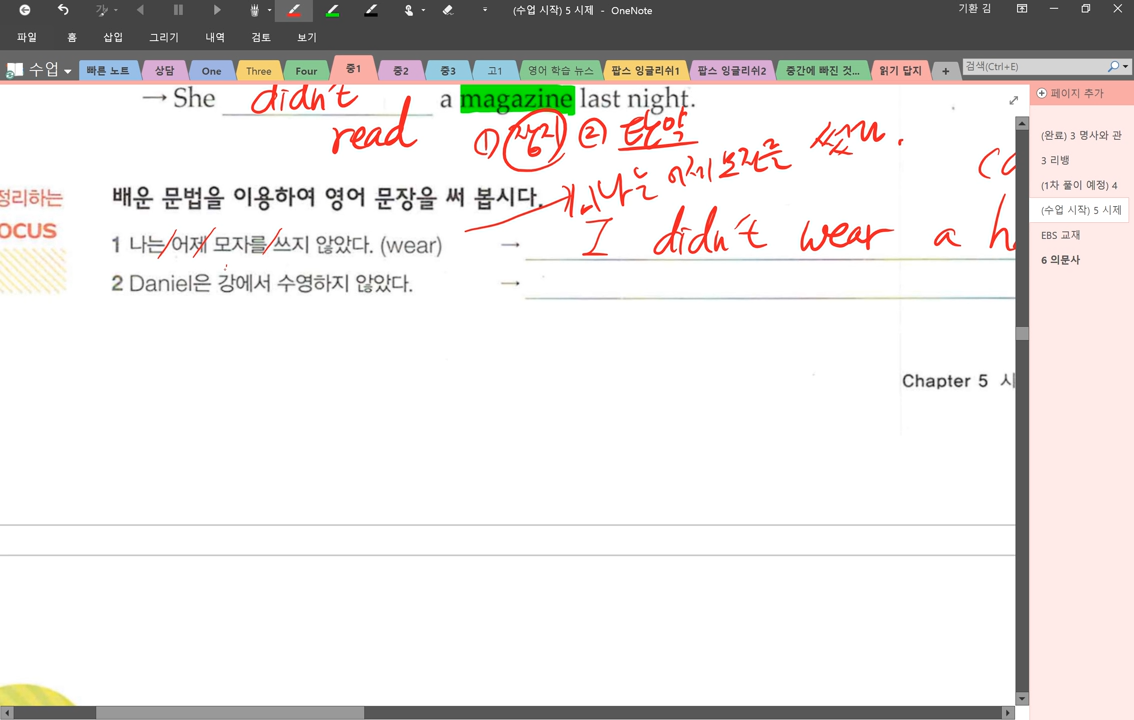 (수업 시작) 5 시제 - OneNote
기환 김
파일 홈 삽입 그리기 내역 검토 보기
수업 빠른 노트 상담 One Three Four 중1 중2 중3 고1 영어 학습 뉴스 팝스 잉글리쉬1 팝스 잉글리쉬2 중간에 빠진 것... 읽기 답지 + 검색(Ctrl+E)
페이지 추가
(완료) 3 명사와 관
3 리뱅
(1차 풀이 예정) 4
(수업 시작) 5 시제
EBS 교재
6 의문사
→ She didn't a magazine last night.
read ① 잡지 ② 탄약
나는 어제 모자를 썼
정리하는
OCUS
배운 문법을 이용하여 영어 문장을 써 봅시다.
1 나는 어제 모자를 쓰지 않았다. (wear) → I didn't wear a h
2 Daniel은 강에서 수영하지 않았다. →
Chapter 5 시